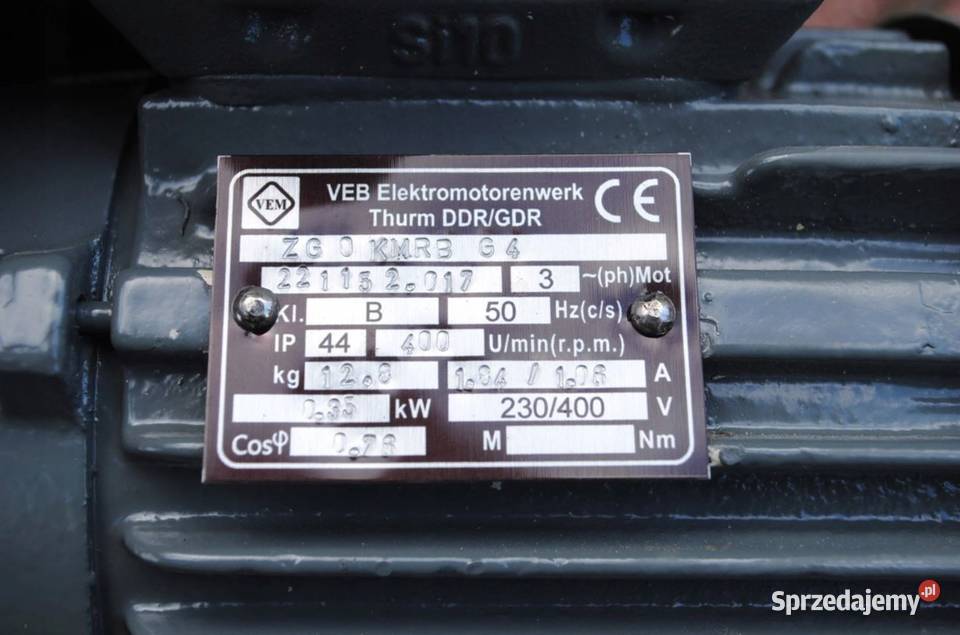 Si10
VEM
VEB Elektromotorenwerk
Thurm DDR/GDR
CE
ZG 0 KMRB G4
221152.017 3 ~(ph)Mot
Kl. B 50 Hz(c/s)
IP 44 400 U/min(r.p.m.)
kg 12.8 1.84 / 1.06 A
0.35 kW 230/400 V
Cosφ 0.78 M Nm
Sprzedajemy.pl